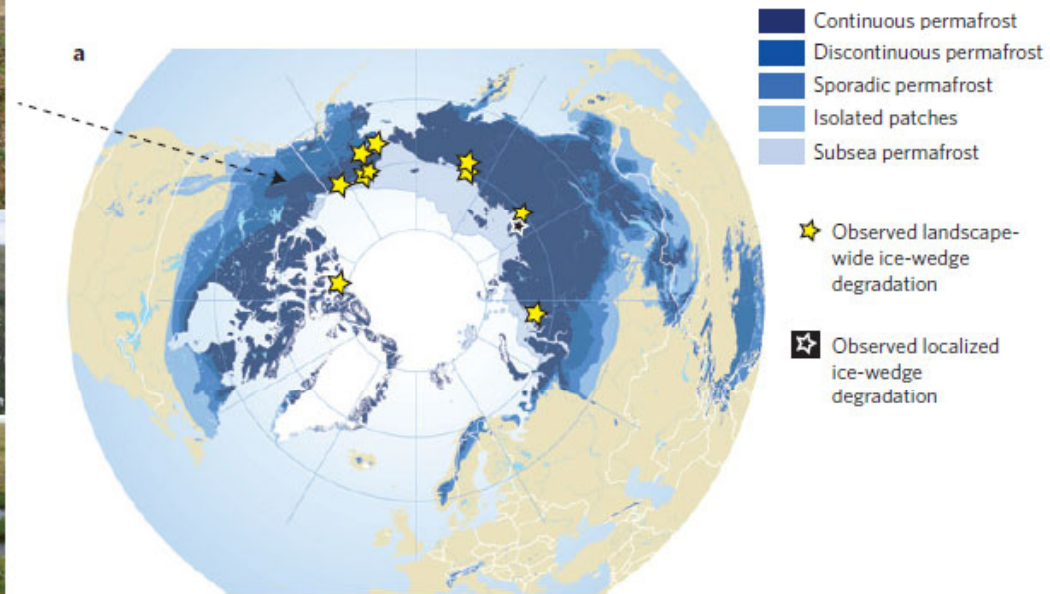 a
Continuous permafrost
Discontinuous permafrost
Sporadic permafrost
Isolated patches
Subsea permafrost
Observed landscape-
wide ice-wedge
degradation
Observed localized
ice-wedge
degradation